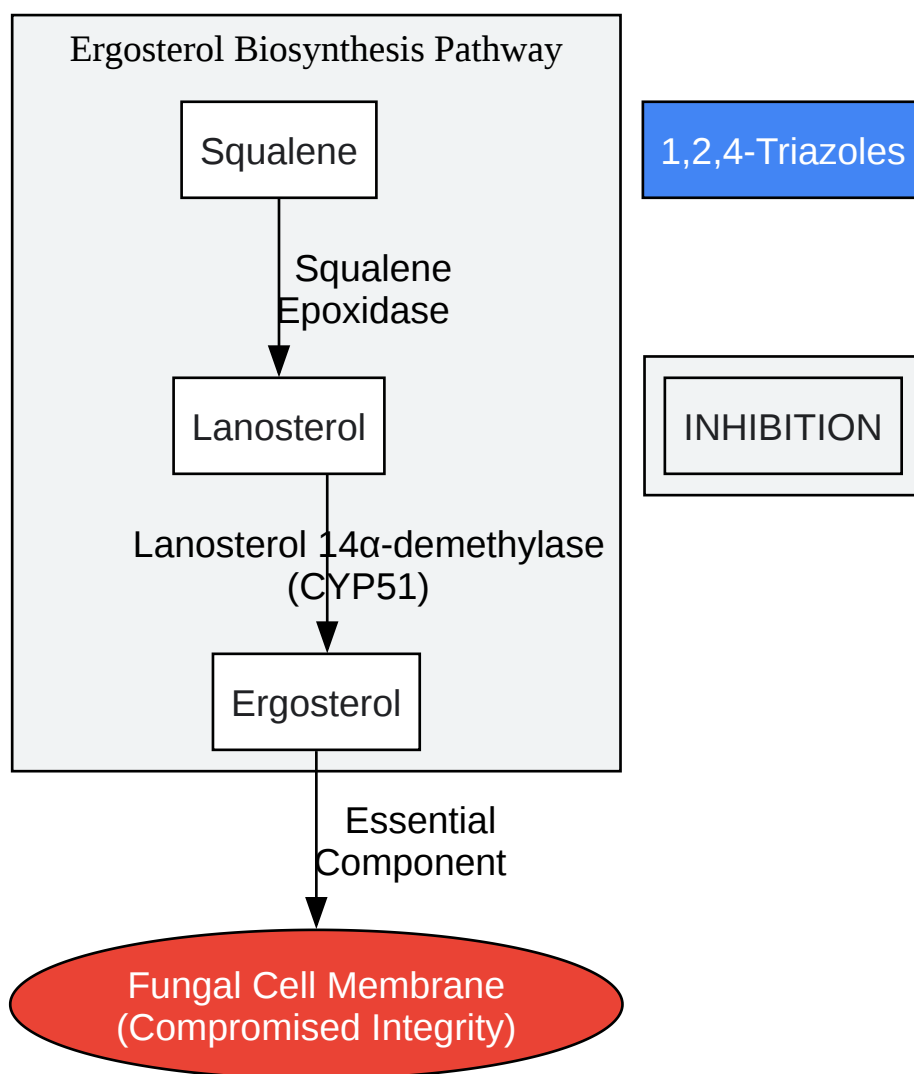 Ergosterol Biosynthesis Pathway
Squalene
1,2,4-Triazoles
Squalene
Epoxidase
Lanosterol
INHIBITION
Lanosterol 14α-demethylase
(CYP51)
Ergosterol
Essential
Component
Fungal Cell Membrane
(Compromised Integrity)